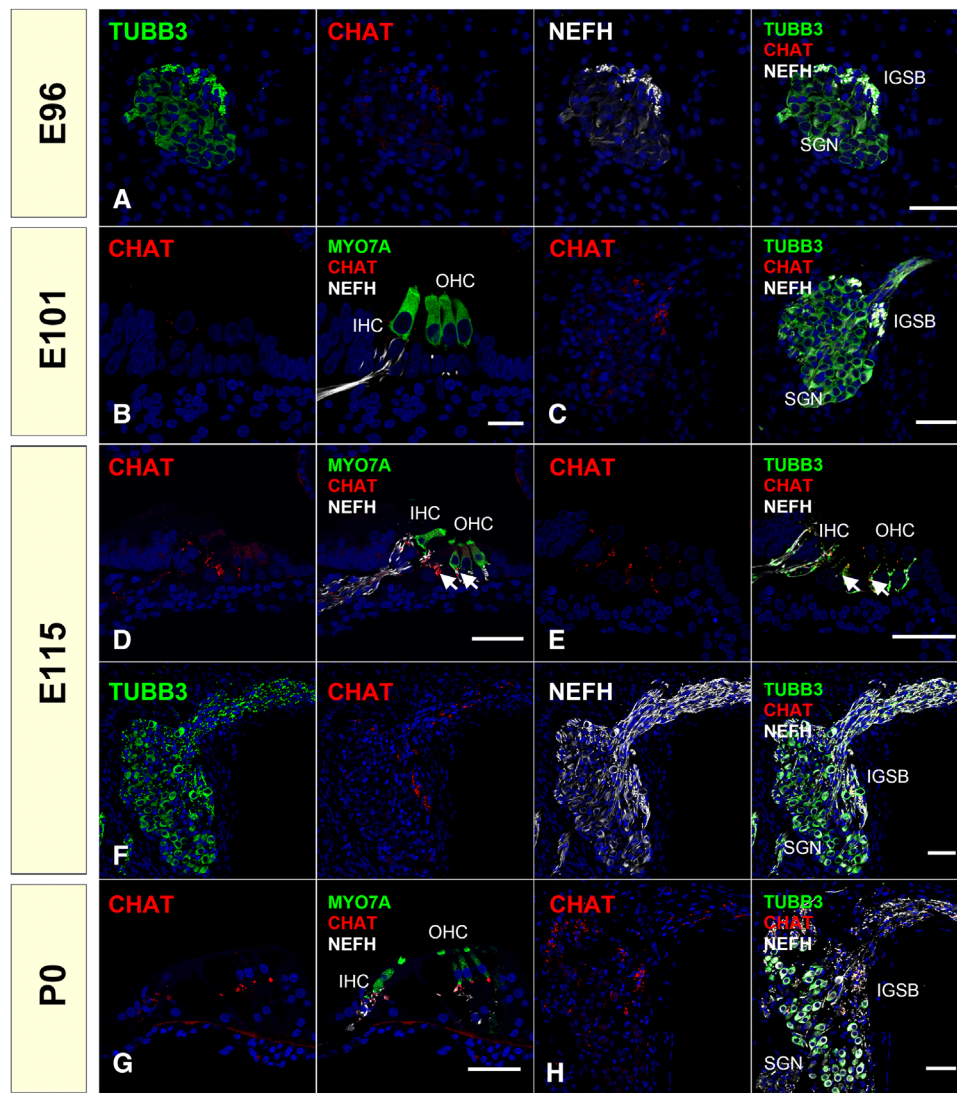 E96
TUBB3
CHAT
NEFH
TUBB3
CHAT
NEFH
IGSB
SGN
A
E101
CHAT
MYO7A
CHAT
NEFH
OHC
IHC
B
CHAT
TUBB3
CHAT
NEFH
IGSB
SGN
C
E115
CHAT
MYO7A
CHAT
NEFH
IHC
OHC
D
CHAT
TUBB3
CHAT
NEFH
IHC
OHC
E
TUBB3
CHAT
NEFH
TUBB3
CHAT
NEFH
IGSB
SGN
F
P0
CHAT
MYO7A
CHAT
NEFH
OHC
IHC
G
CHAT
TUBB3
CHAT
NEFH
IGSB
SGN
H